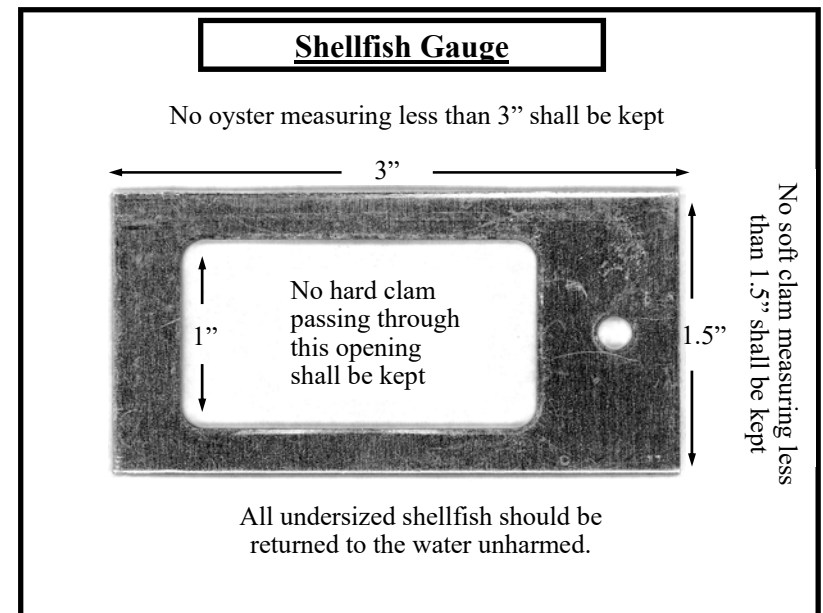 Shellfish Gauge
No oyster measuring less than 3” shall be kept
3”
No hard clam
passing through
this opening
shall be kept
1”
1.5”
No soft clam measuring less
than 1.5” shall be kept
All undersized shellfish should be
returned to the water unharmed.